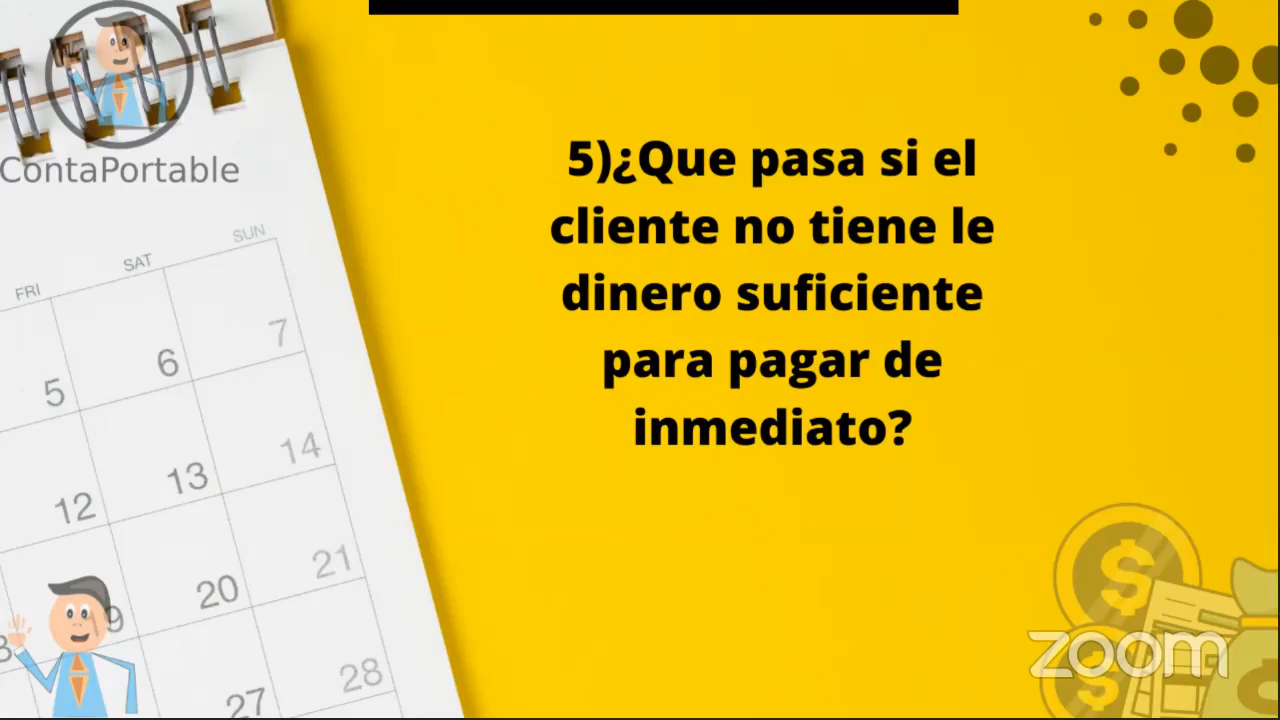 ContaPortable
5)¿Que pasa si el
cliente no tiene le
dinero suficiente
para pagar de
inmediato?
FRI SAT SUN
5 6 7
12 13 14
9 20 21
27 28
zoom